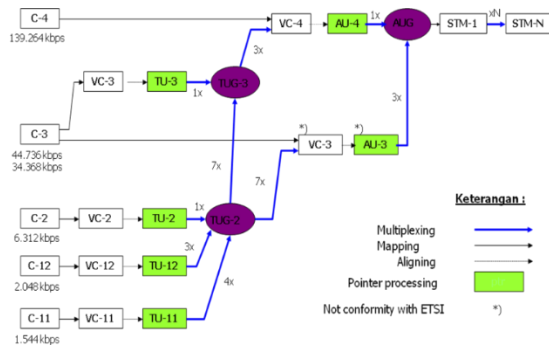 C-4
139.264 kbps
VC-4
AU-4
1x
AUG
STM-1
xN
STM-N
3x
VC-3
TU-3
1x
TUG-3
C-3
44.736 kbps
34.368 kbps
*)
VC-3
*)
AU-3
3x
7x
7x
C-2
6.312 kbps
VC-2
TU-2
1x
TUG-2
C-12
2.048 kbps
VC-12
TU-12
3x
C-11
1.544 kbps
VC-11
TU-11
4x
Keterangan :
Multiplexing
Mapping
Aligning
Pointer processing
Not conformity with ETSI *)